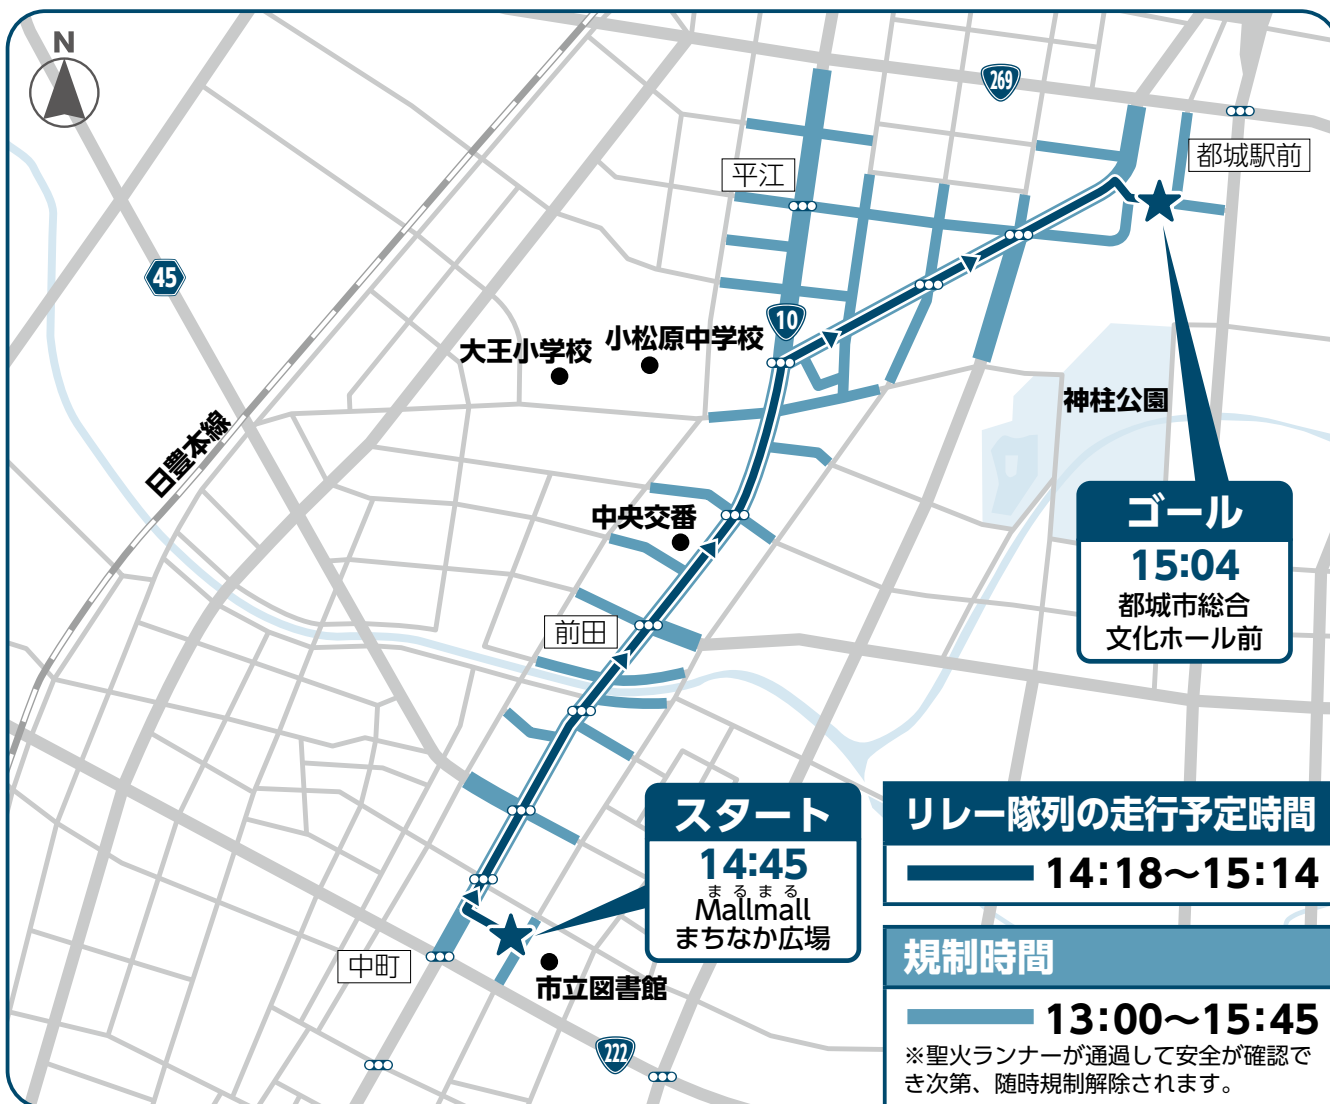 N
269
都城駅前
平江
45
10
大王小学校
小松原中学校
神柱公園
日豊本線
中央交番
ゴール
15:04
都城市総合
文化ホール前
前田
スタート
14:45
まるまる
Mallmall
まちなか広場
中町
市立図書館
222
リレー隊列の走行予定時間
14:18～15:14
規制時間
13:00～15:45
※聖火ランナーが通過して安全が確認で
き次第、随時規制解除されます。